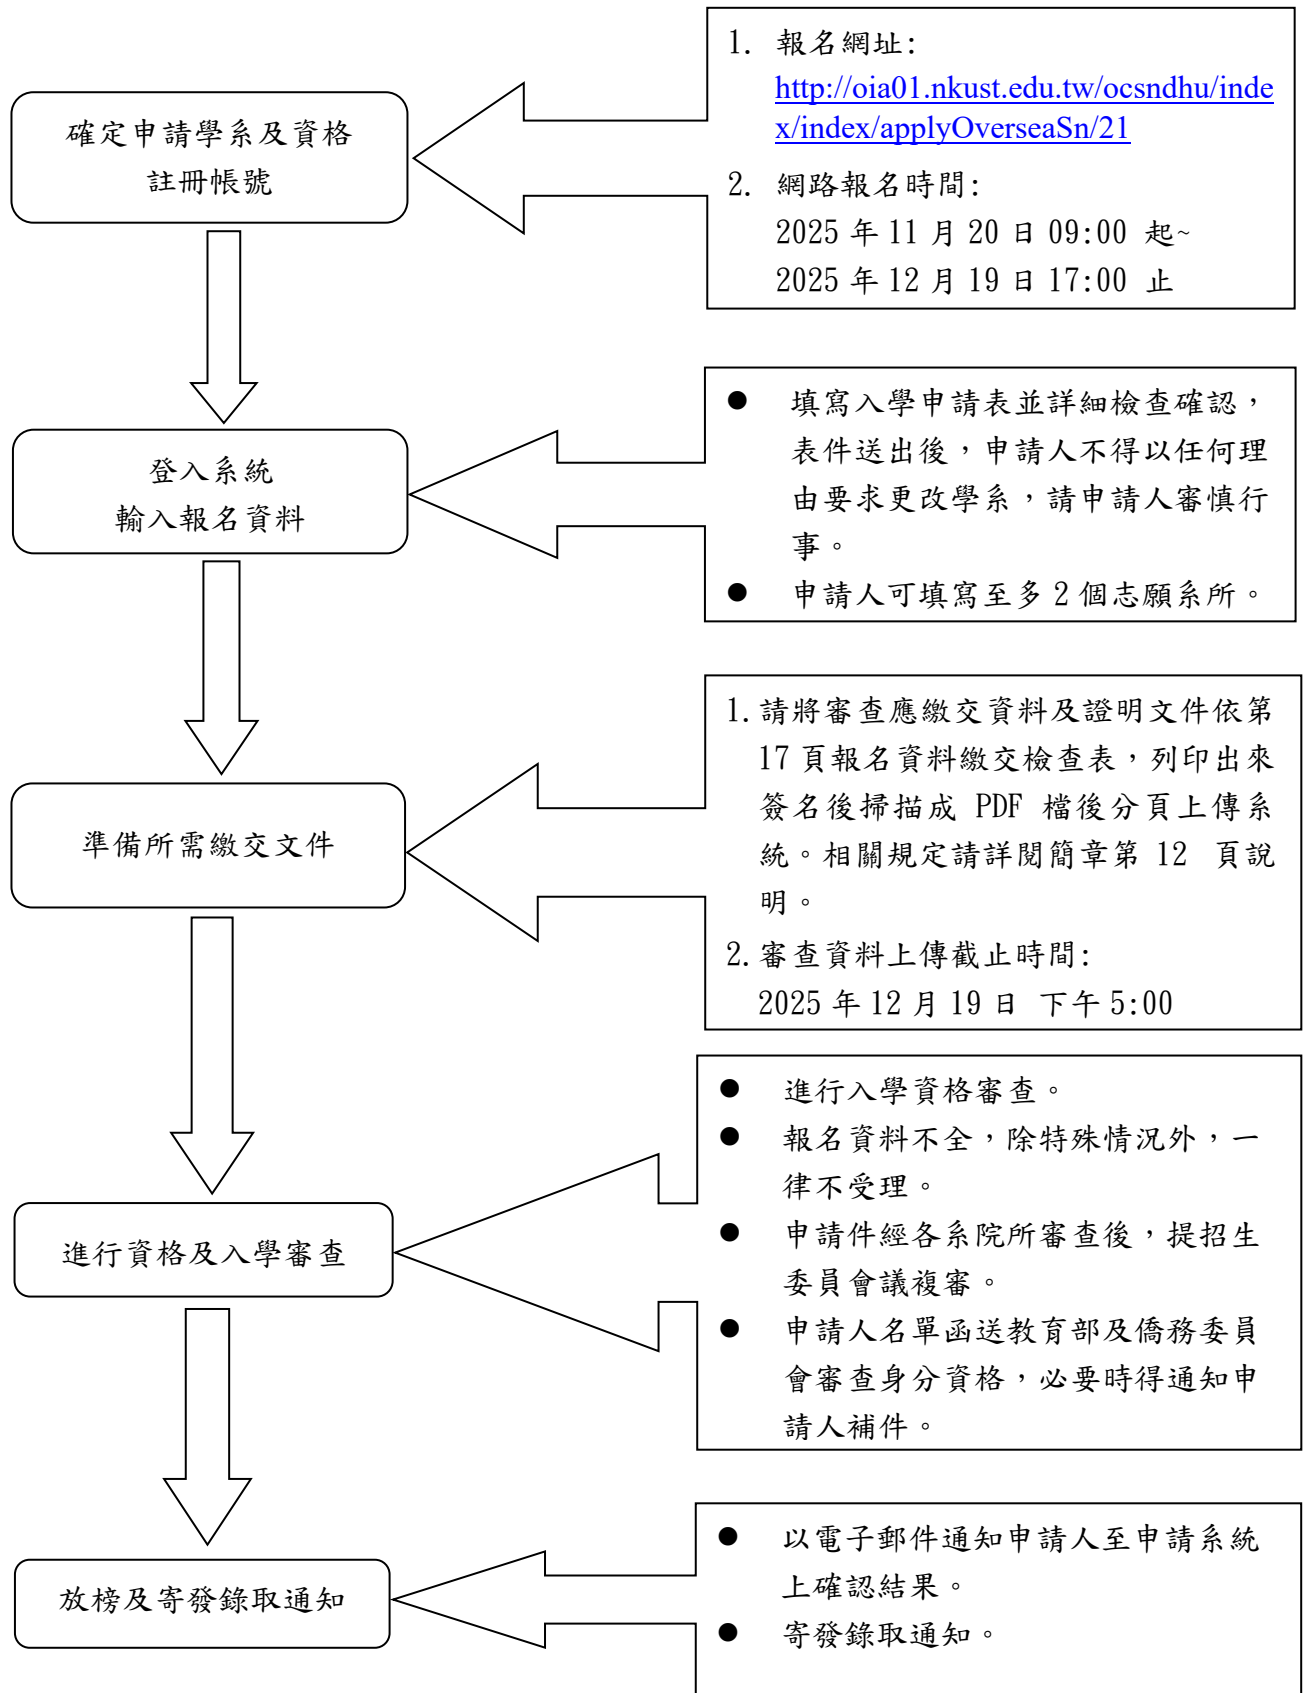 確定申請學系及資格
註冊帳號
1. 報名網址:
http://oia01.nkust.edu.tw/ocsndhu/inde
x/index/applyOverseaSn/21
2. 網路報名時間:
2025 年 11 月 20 日 09:00 起~
2025 年 12 月 19 日 17:00 止
登入系統
輸入報名資料
● 填寫入學申請表並詳細檢查確認，
表件送出後，申請人不得以任何理
由要求更改學系，請申請人審慎行
事。
● 申請人可填寫至多 2 個志願系所。
準備所需繳交文件
1.請將審查應繳交資料及證明文件依第
17 頁報名資料繳交檢查表，列印出來
簽名後掃描成 PDF 檔後分頁上傳系
統。相關規定請詳閱簡章第 12 頁說
明。
2.審查資料上傳截止時間:
2025 年 12 月 19 日 下午 5:00
進行資格及入學審查
● 進行入學資格審查。
● 報名資料不全，除特殊情況外，一
律不受理。
● 申請件經各系院所審查後，提招生
委員會議複審。
● 申請人名單函送教育部及僑務委員
會審查身分資格，必要時得通知申
請人補件。
放榜及寄發錄取通知
● 以電子郵件通知申請人至申請系統
上確認結果。
● 寄發錄取通知。